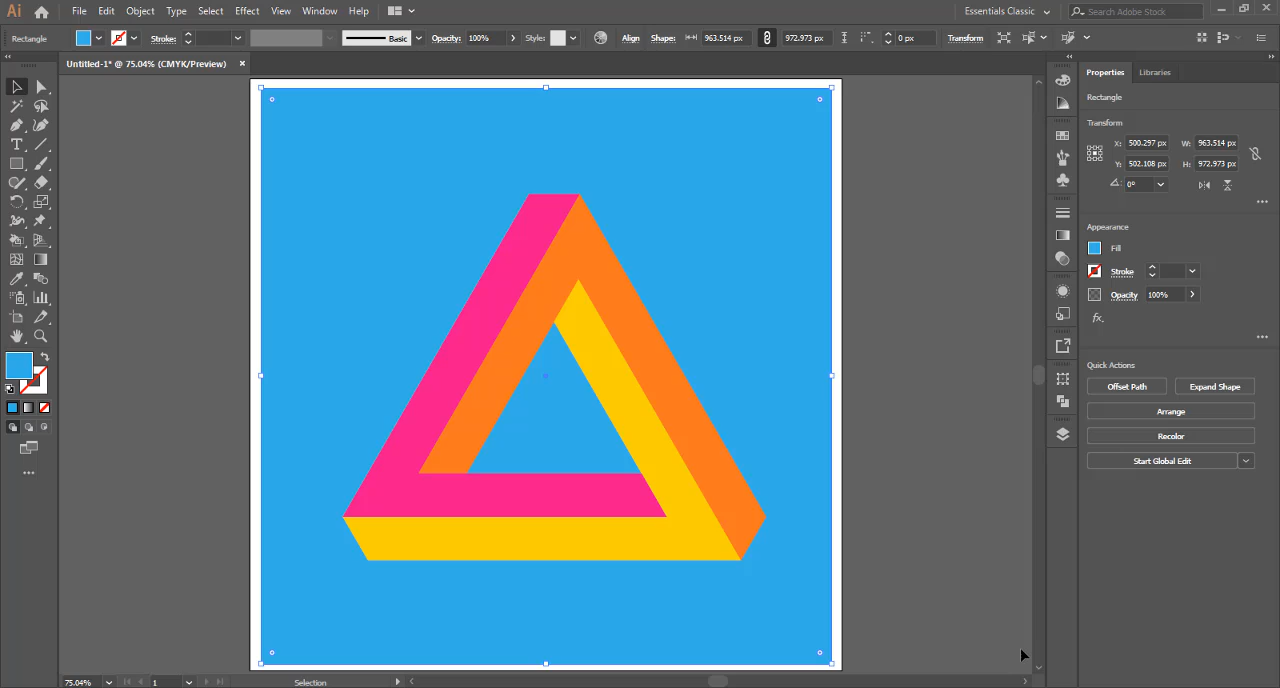 Ai File Edit Object Type Select Effect View Window Help Essentials Classic Search Adobe Stock
Rectangle Stroke: Basic Opacity: 100% Style: Align Shape: 963.514 px 972.973 px 0 px Transform
Untitled-1* @ 75.04% (CMYK/Preview)
Properties Libraries
Rectangle
Transform
X: 500.297 px W: 963.514 px
Y: 502.108 px H: 972.973 px
0°
Appearance
Fill
Stroke
Opacity 100%
fx.
Quick Actions
Offset Path Expand Shape
Arrange
Recolor
Start Global Edit
75.04% 1 Selection